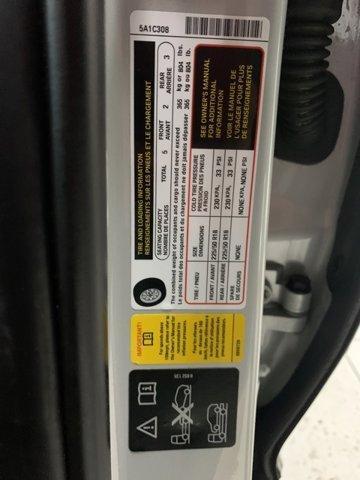 5A1C308
TIRE AND LOADING INFORMATION
RENSEIGNEMENTS SUR LES PNEUS ET LE CHARGEMENT
SEATING CAPACITY
NOMBRE DE PLACES
TOTAL 5
FRONT
AVANT 2
REAR
ARRIÈRE 3
The combined weight of occupants and cargo should never exceed 365 kg or 804 lbs.
Le poids total des occupants et du chargement ne doit jamais dépasser 365 kg ou 804 lb.
TIRE / PNEU
SIZE
DIMENSIONS
COLD TIRE PRESSURE
PRESSION DES PNEUS
A FROID
FRONT / AVANT 225/50 R18 230 KPA, 33 PSI
REAR / ARRIÈRE 225/50 R18 230 KPA, 33 PSI
SPARE
DE SECOURS NONE NONE KPA, NONE PSI
SEE OWNER'S MANUAL
FOR ADDITIONAL
INFORMATION
VOIR LE MANUEL DE
L'USAGER POUR PLUS
DE RENSEIGNEMENTS
IMPORTANT!